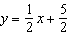 y = 1/2 x + 5/2